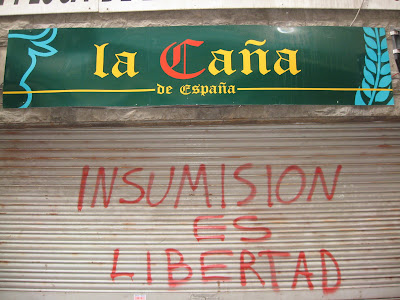 la Caña
de España
INSUMISION
ES
LIBERTAD